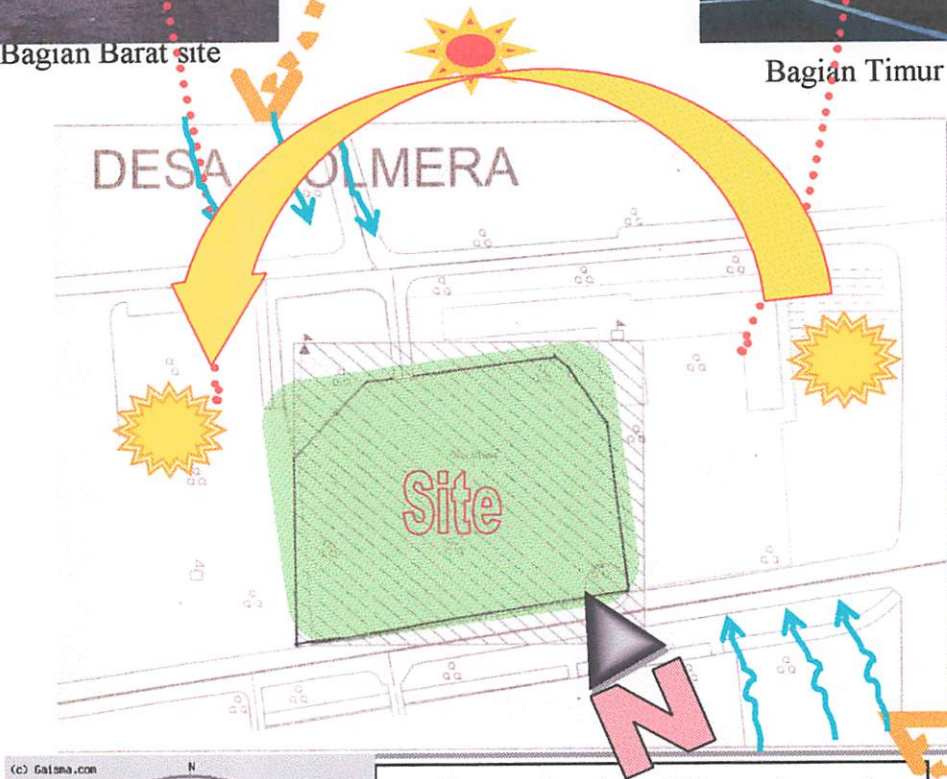 Bagian Barat site
Bagian Timur
DESA OLMERA
Site
N
(c) Gaisma.com
N